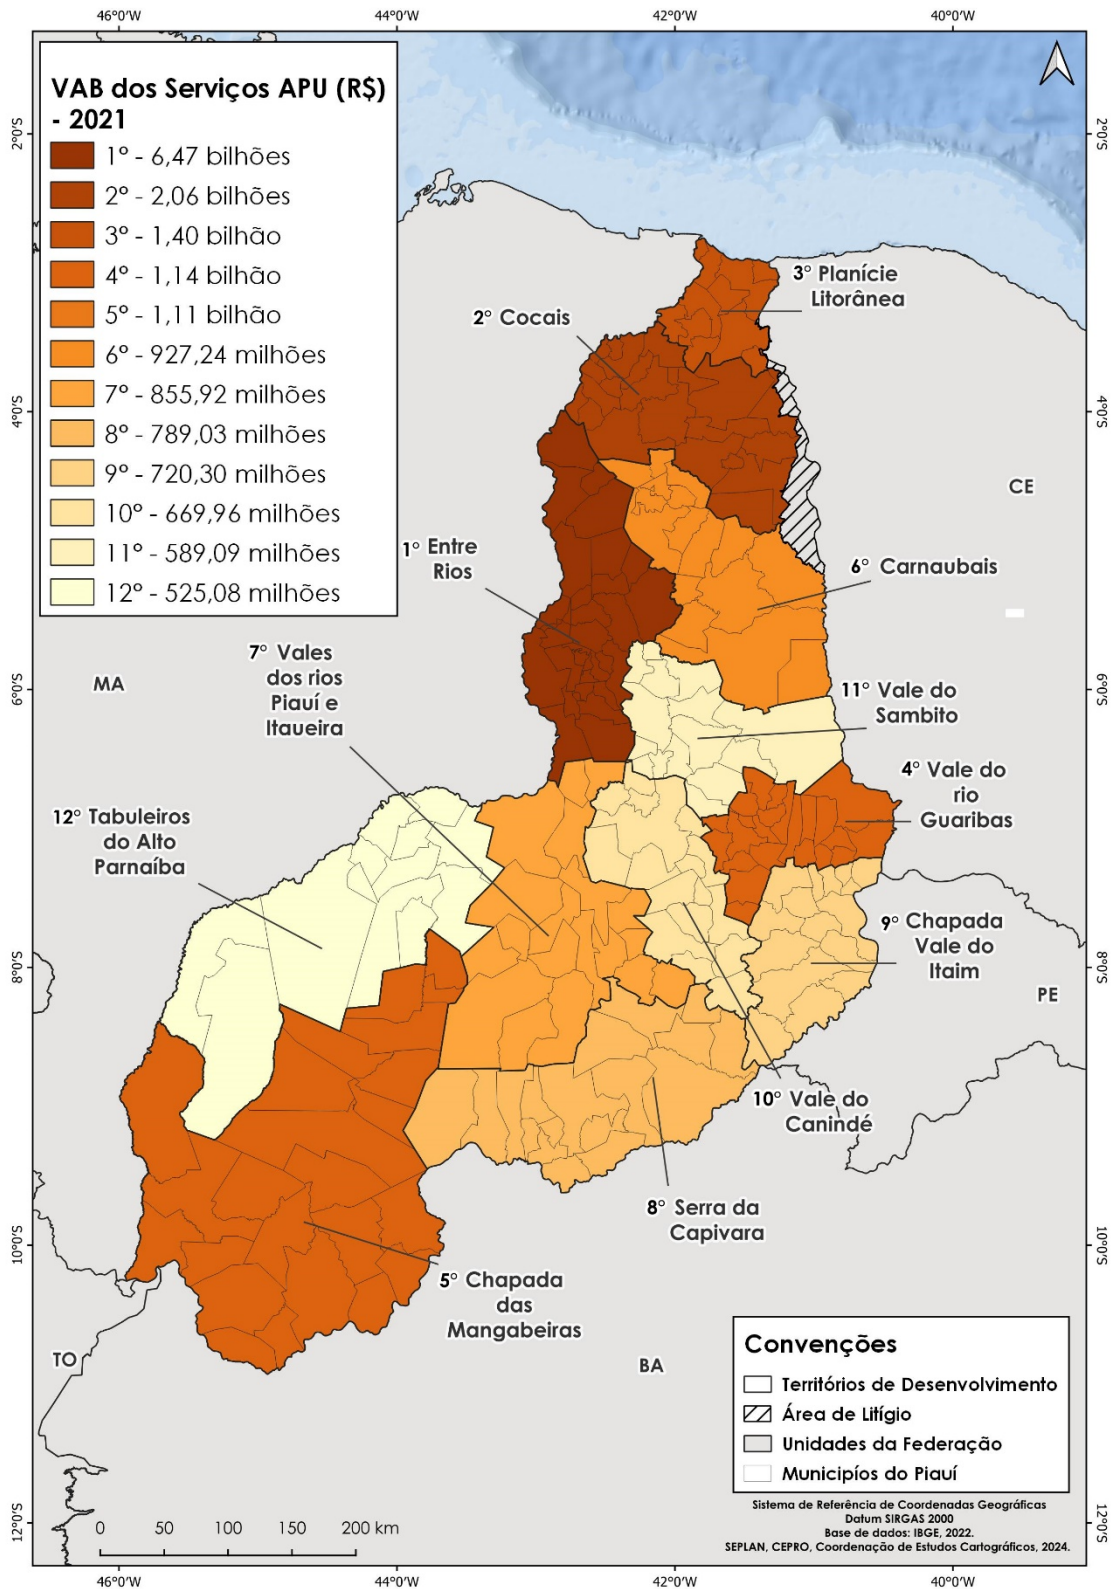 46°0'W
44°0'W
42°0'W
40°0'W
VAB dos Serviços APU (R$)
- 2021
1° - 6,47 bilhões
2° - 2,06 bilhões
3° - 1,40 bilhão
4° - 1,14 bilhão
5° - 1,11 bilhão
6° - 927,24 milhões
7° - 855,92 milhões
8° - 789,03 milhões
9° - 720,30 milhões
10° - 669,96 milhões
11° - 589,09 milhões
12° - 525,08 milhões
2°0'S
2°0'S
3° Planície
Litorânea
2° Cocais
4°0'S
4°0'S
CE
1° Entre
Rios
6° Carnaubais
7° Vales
dos rios
Piauí e
Itaueira
MA
6°0'S
6°0'S
11° Vale do
Sambito
4° Vale do
rio
Guaribas
12° Tabuleiros
do Alto
Parnaíba
9° Chapada
Vale do
Itaim
8°0'S
8°0'S
PE
10° Vale do
Canindé
8° Serra da
Capivara
10°0'S
10°0'S
5° Chapada
das
Mangabeiras
TO
BA
Convenções
Territórios de Desenvolvimento
Área de Litígio
Unidades da Federação
Municipíos do Piauí
Sistema de Referência de Coordenadas Geográficas
Datum SIRGAS 2000
Base de dados: IBGE, 2022.
SEPLAN, CEPRO, Coordenação de Estudos Cartográficos, 2024.
12°0'S
12°0'S
0 50 100 150 200 km
46°0'W
44°0'W
42°0'W
40°0'W